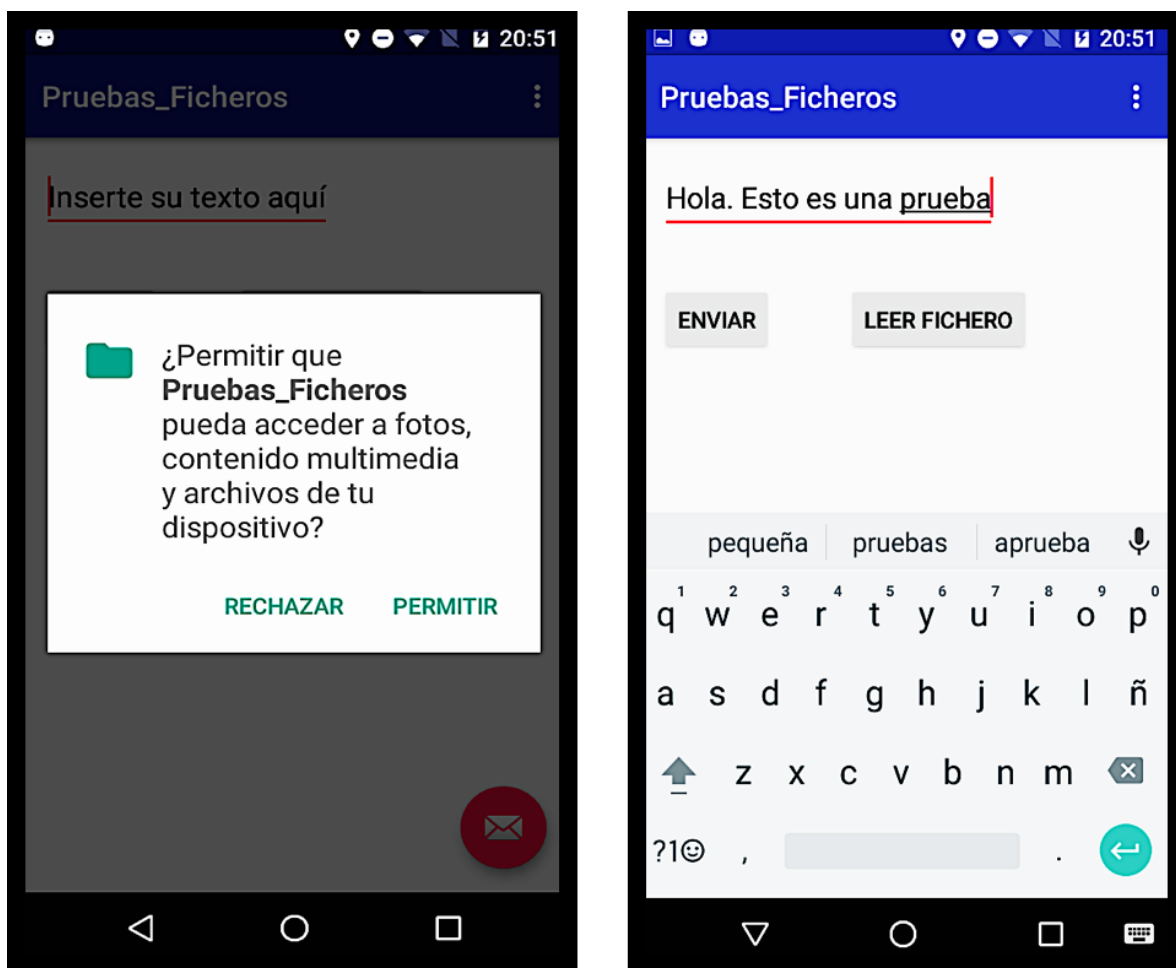 20:51
Pruebas_Ficheros
Inserte su texto aquí
¿Permitir que
Pruebas_Ficheros
pueda acceder a fotos,
contenido multimedia
y archivos de tu
dispositivo?
RECHAZAR PERMITIR
20:51
Pruebas_Ficheros
Hola. Esto es una prueba
ENVIAR LEER FICHERO
pequeña pruebas aprueba
1 2 3 4 5 6 7 8 9 0
q w e r t y u i o p
a s d f g h j k l ñ
z x c v b n m
?1☺ , .